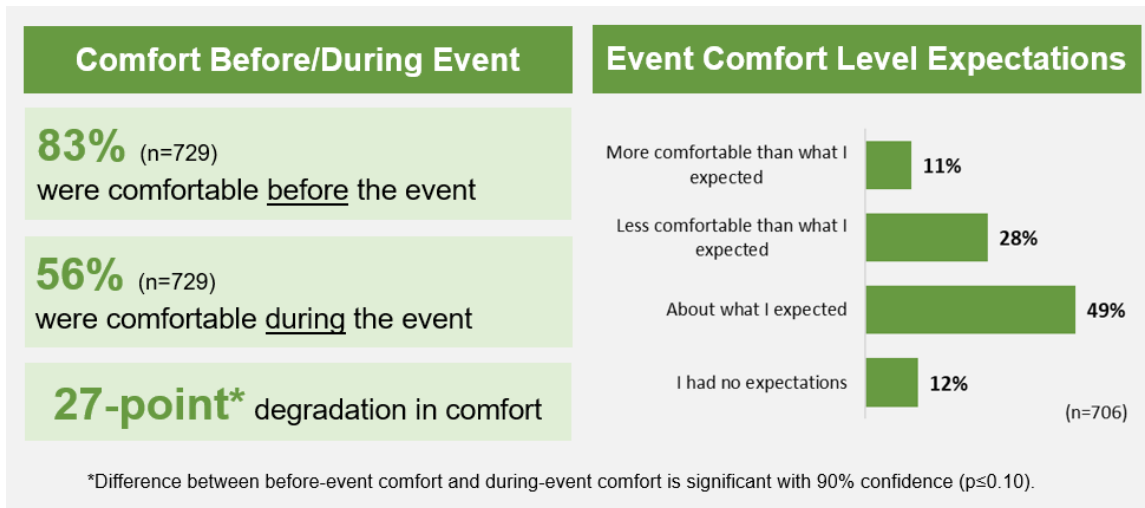 Comfort Before/During Event
83% (n=729)
were comfortable before the event
56% (n=729)
were comfortable during the event
27-point* degradation in comfort
Event Comfort Level Expectations
More comfortable than what I
expected
11%
Less comfortable than what I
expected
28%
About what I expected
49%
I had no expectations
12%
(n=706)
*Difference between before-event comfort and during-event comfort is significant with 90% confidence (p≤0.10).